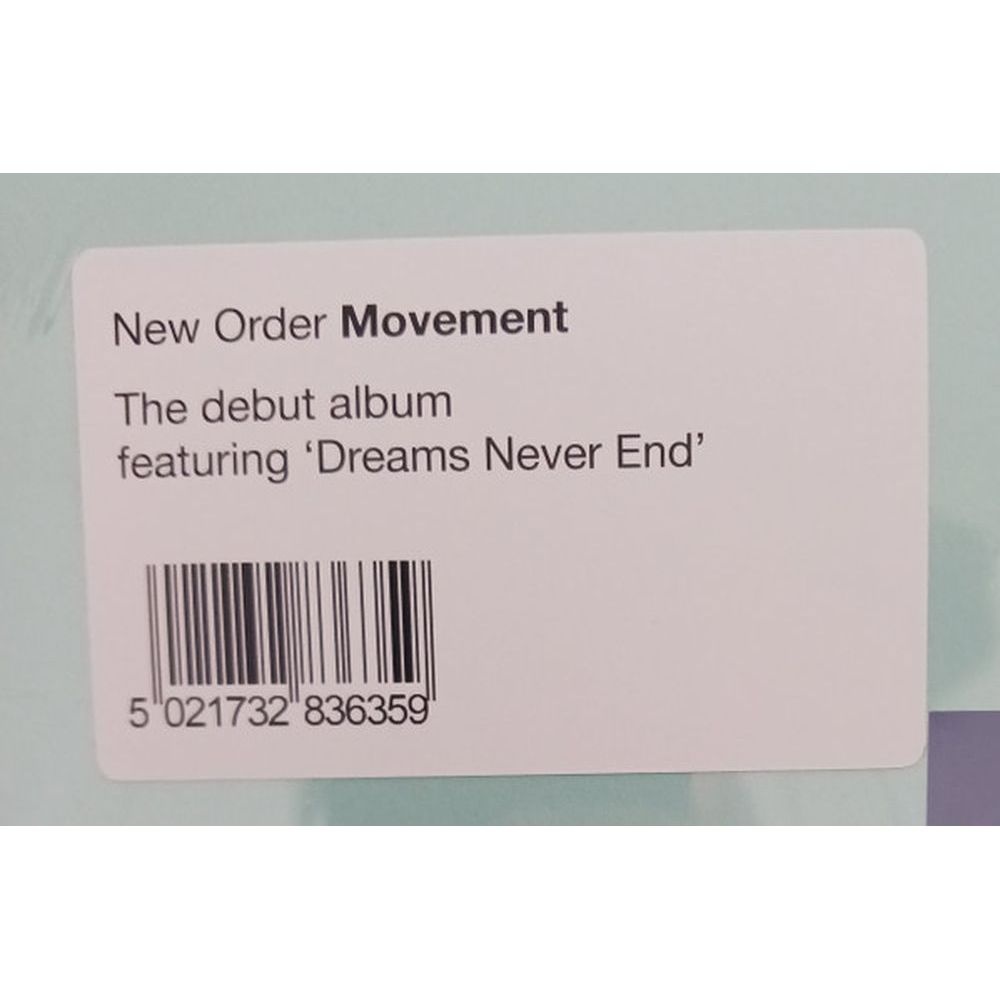 New Order Movement
The debut album
featuring ‘Dreams Never End’
5 021732 836359